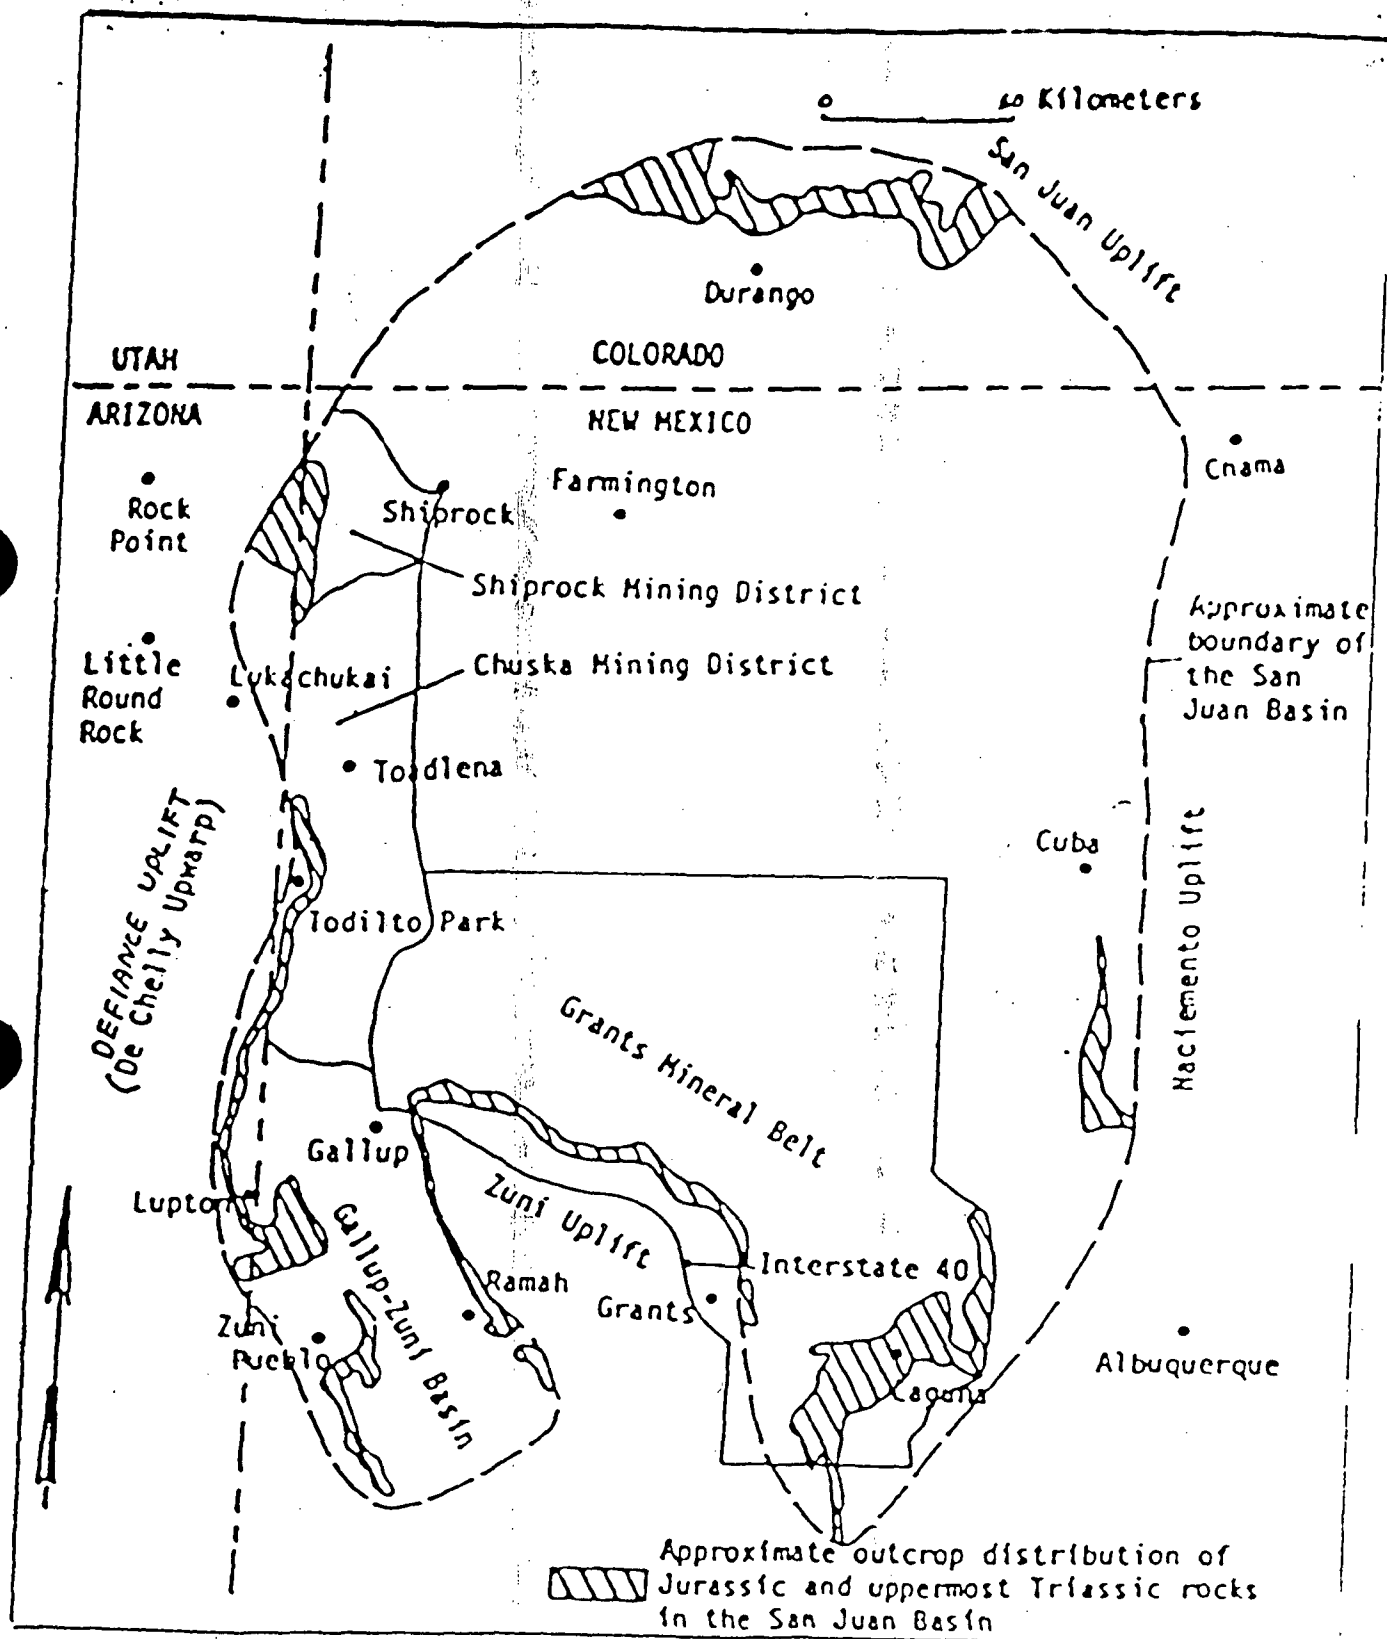 0 60 Kilometers
San Juan Uplift
Durango
UTAH
COLORADO
ARIZONA
NEW MEXICO
Cnama
Rock
Point
Shiprock
Farmington
Shiprock Mining District
Approximate
boundary of
the San
Juan Basin
Little
Round
Rock
Lukachukai
Chuska Mining District
Toadlena
DEFIANCE UPLIFT
(De Chelly Upwarp)
Cuba
Nacimento Uplift
Todilto Park
Grants Mineral Belt
Gallup
Lupton
Zuni Uplift
Gallup-Zuni Basin
Interstate 40
Ramah
Grants
Zuni
Pueblo
Laguna
Albuquerque
Approximate outcrop distribution of
Jurassic and uppermost Triassic rocks
in the San Juan Basin